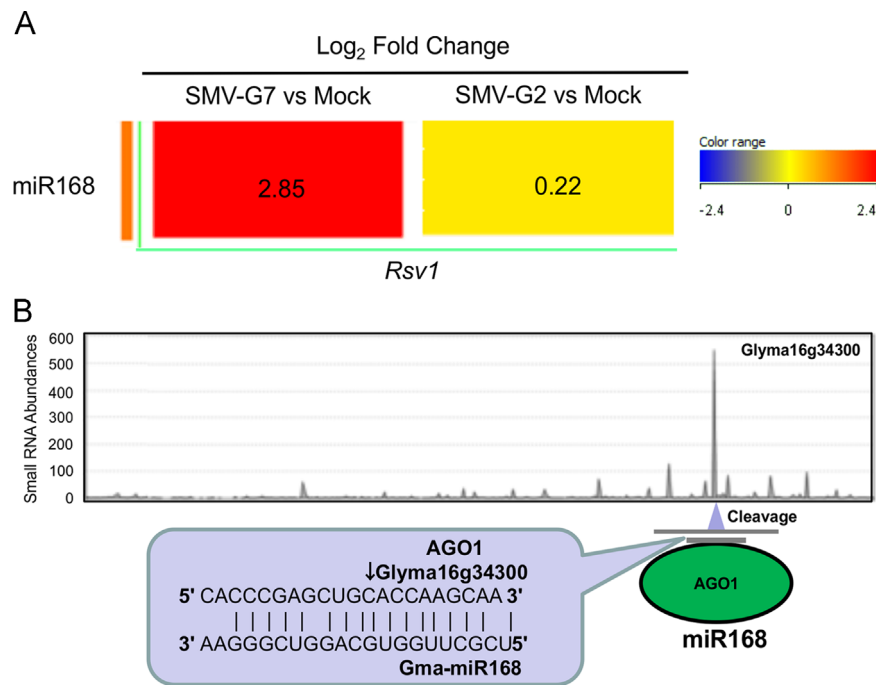 A
Log₂ Fold Change
SMV-G7 vs Mock
SMV-G2 vs Mock
miR168
2.85
0.22
Color range
-2.4
0
2.4
Rsv1
B
Small RNA Abundances
600
500
400
300
200
100
0
Glyma16g34300
Cleavage
AGO1
↓Glyma16g34300
5' CACCCGAGCUGCACCAAGCAA 3'
3' AAGGGCUGGACGUGGUUCGCU5'
Gma-miR168
AGO1
miR168